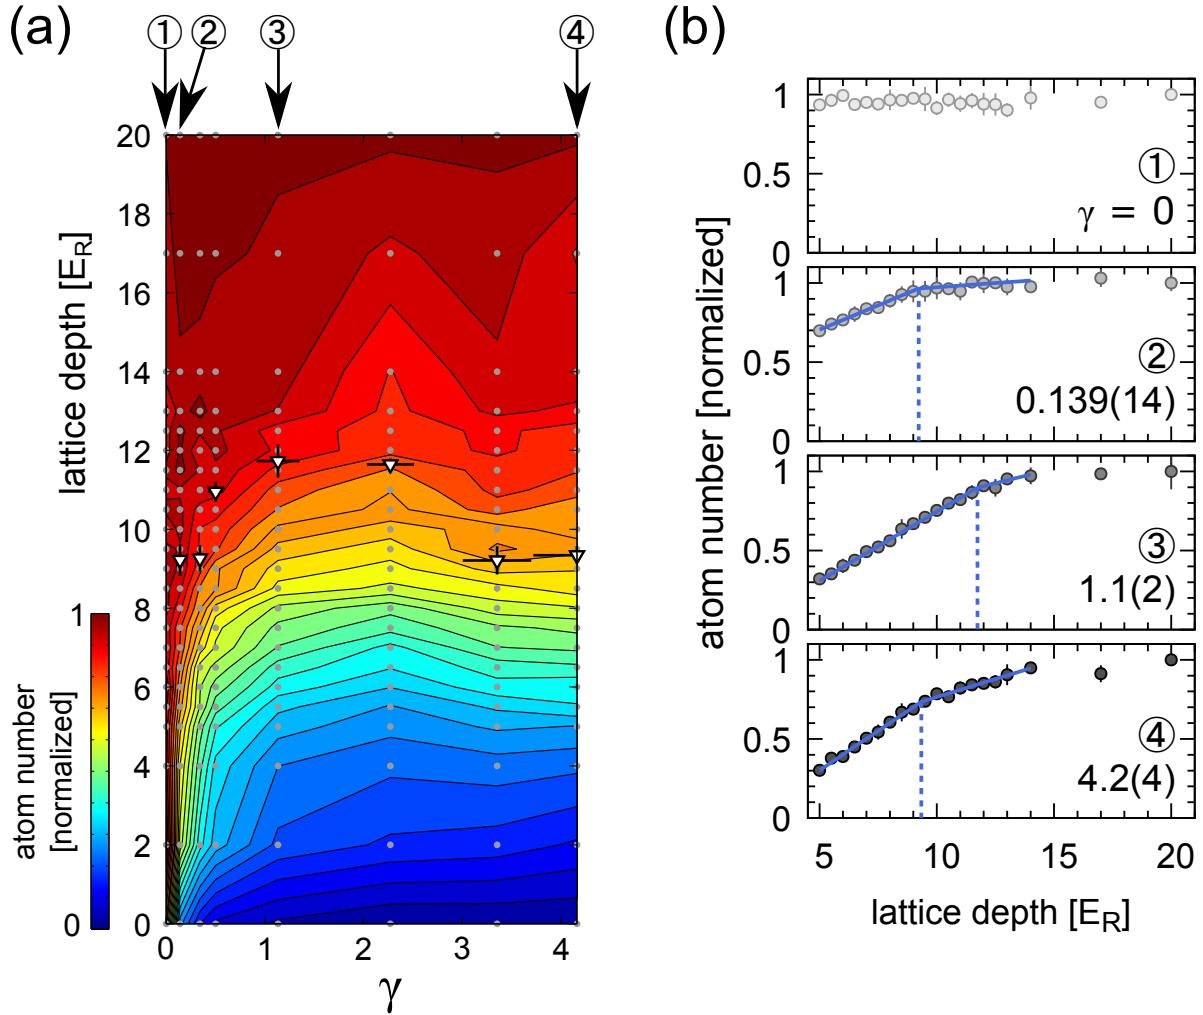 (a)
① ② ③ ④
20
18
16
14
12
10
8
6
4
2
0
lattice depth [E_R]
0 1 2 3 4
γ
1
0
atom number
[normalized]
(b)
atom number [normalized]
1
0.5
0
①
γ = 0
1
0.5
0
②
0.139(14)
1
0.5
0
③
1.1(2)
1
0.5
0
④
4.2(4)
5 10 15 20
lattice depth [E_R]